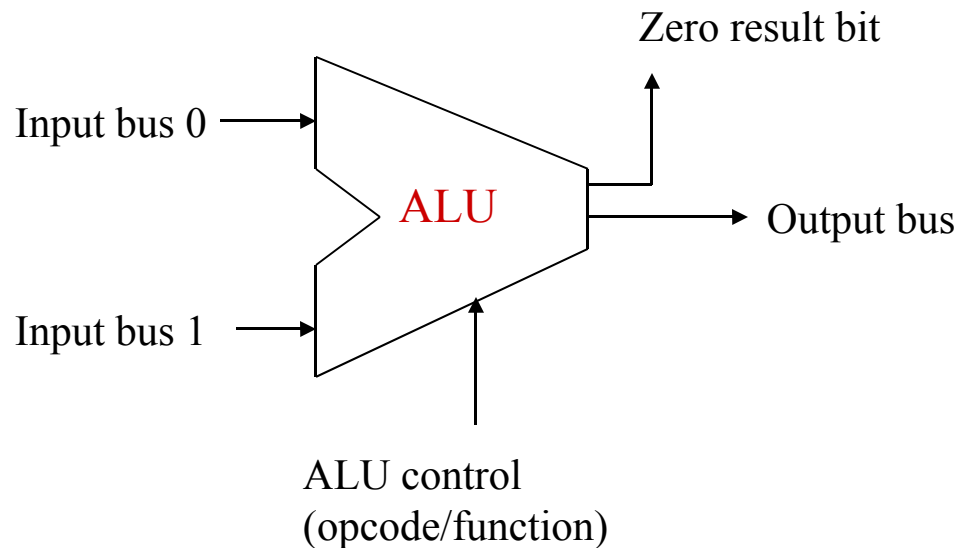 Zero result bit
Input bus 0
ALU
Output bus
Input bus 1
ALU control
(opcode/function)